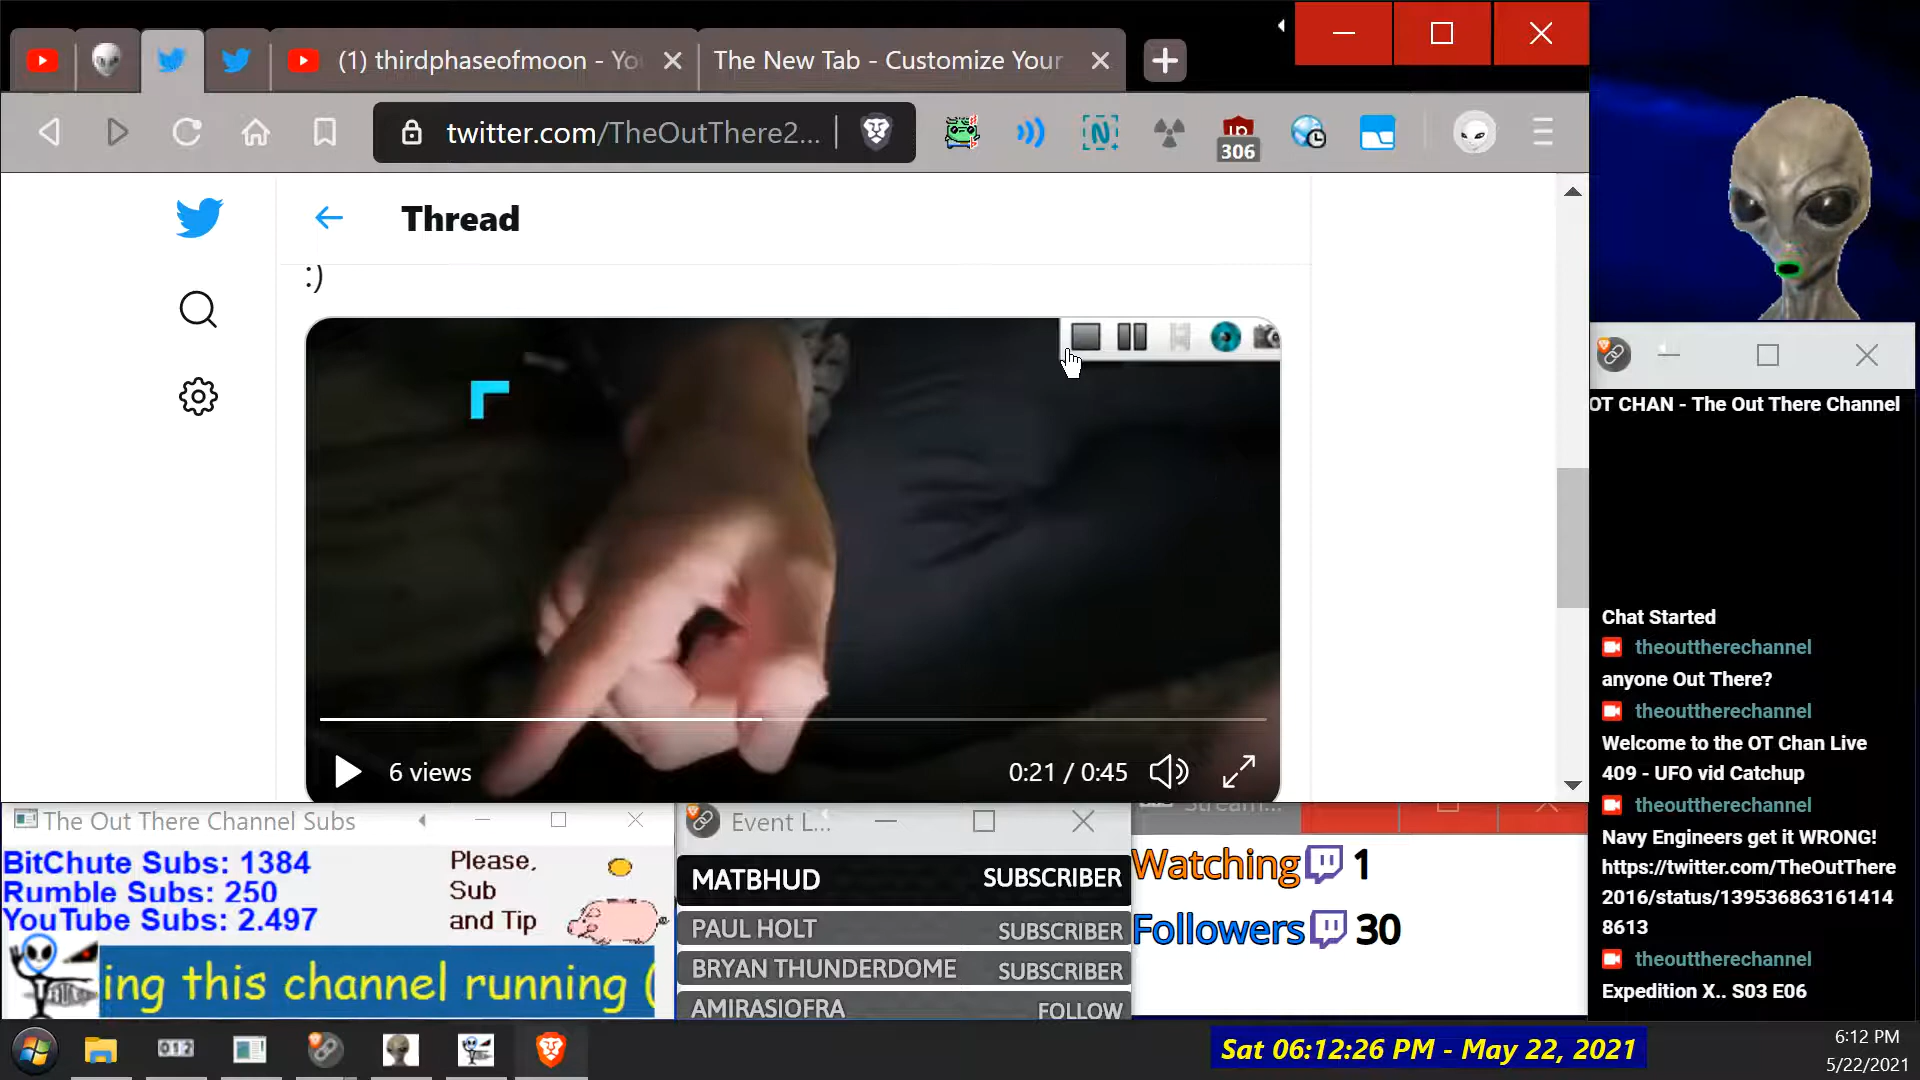 (1) thirdphaseofmoon - Yo
The New Tab - Customize Your
twitter.com/TheOutThere2...
306
Thread
:)
6 views
0:21 / 0:45
OT CHAN - The Out There Channel
Chat Started
theouttherechannel
anyone Out There?
theouttherechannel
Welcome to the OT Chan Live
409 - UFO vid Catchup
theouttherechannel
Navy Engineers get it WRONG!
https://twitter.com/TheOutThere
2016/status/139536863161414
8613
theouttherechannel
Expedition X.. S03 E06
The Out There Channel Subs
BitChute Subs: 1384
Rumble Subs: 250
YouTube Subs: 2.497
Please,
Sub
and Tip
ing this channel running (
Event L...
MATBHUD SUBSCRIBER
PAUL HOLT SUBSCRIBER
BRYAN THUNDERDOME SUBSCRIBER
AMIRASIOFRA FOLLOW
Watching 1
Followers 30
012
Sat 06:12:26 PM - May 22, 2021
6:12 PM
5/22/2021